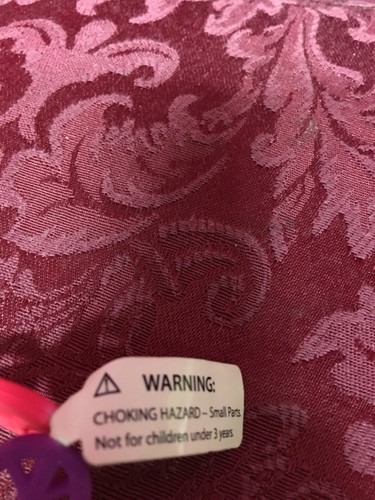 WARNING:
CHOKING HAZARD – Small Parts.
Not for children under 3 years.